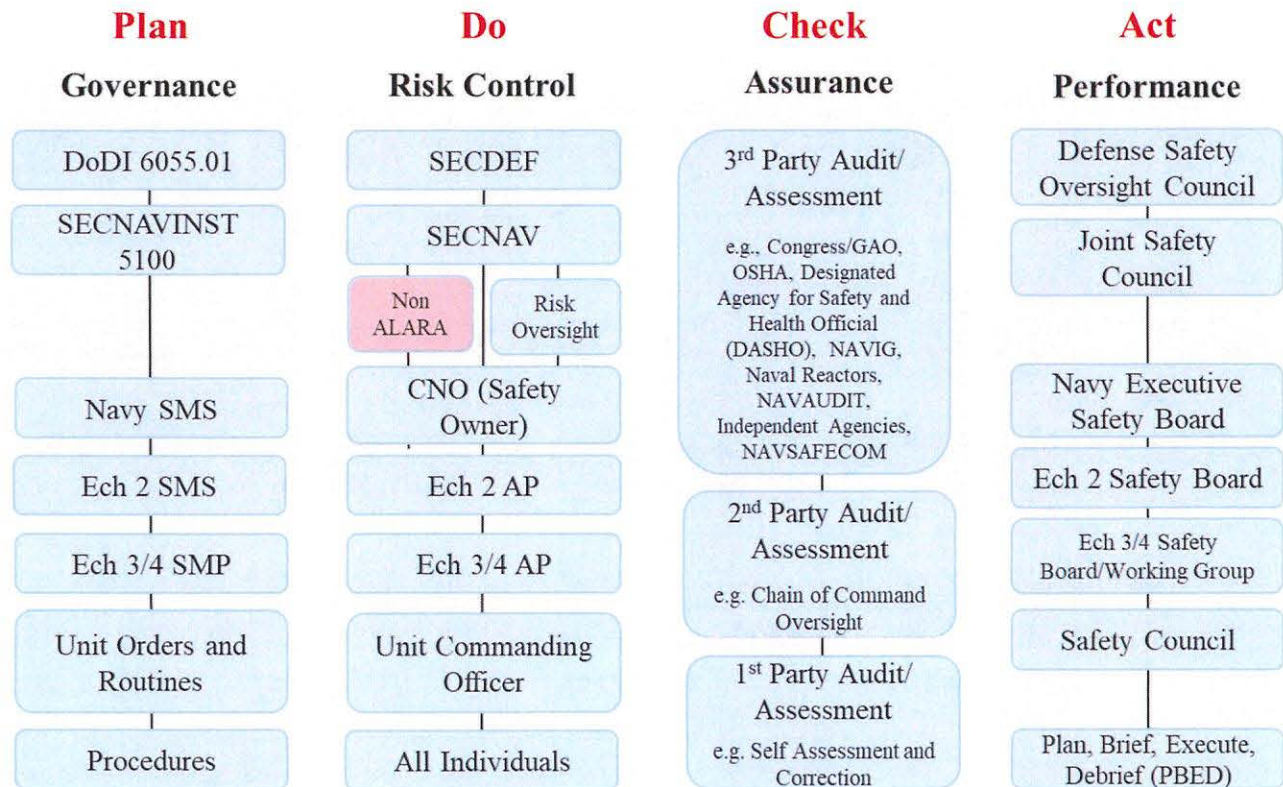 Plan
Governance
DoDI 6055.01
SECNAVINST
5100
Navy SMS
Ech 2 SMS
Ech 3/4 SMP
Unit Orders and
Routines
Procedures
Do
Risk Control
SECDEF
SECNAV
Non
ALARA
Risk
Oversight
CNO (Safety
Owner)
Ech 2 AP
Ech 3/4 AP
Unit Commanding
Officer
All Individuals
Check
Assurance
3rd Party Audit/
Assessment
e.g., Congress/GAO,
OSHA, Designated
Agency for Safety and
Health Official
(DASHO), NAVIG,
Naval Reactors,
NAVAUDIT,
Independent Agencies,
NAVSAFECOM
2nd Party Audit/
Assessment
e.g. Chain of Command
Oversight
1st Party Audit/
Assessment
e.g. Self Assessment and
Correction
Act
Performance
Defense Safety
Oversight Council
Joint Safety
Council
Navy Executive
Safety Board
Ech 2 Safety Board
Ech 3/4 Safety
Board/Working Group
Safety Council
Plan, Brief, Execute,
Debrief (PBED)